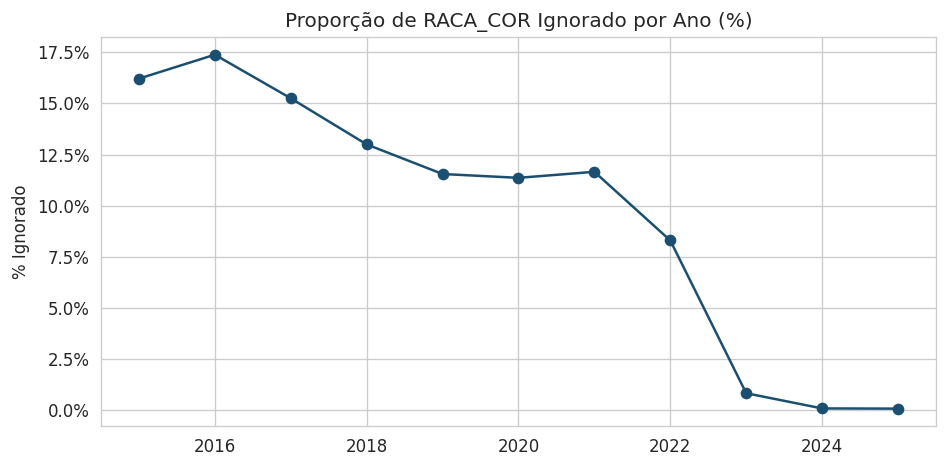 Proporção de RACA_COR Ignorado por Ano (%)
17.5%
15.0%
12.5%
10.0%
7.5%
5.0%
2.5%
0.0%
% Ignorado
2016 2018 2020 2022 2024